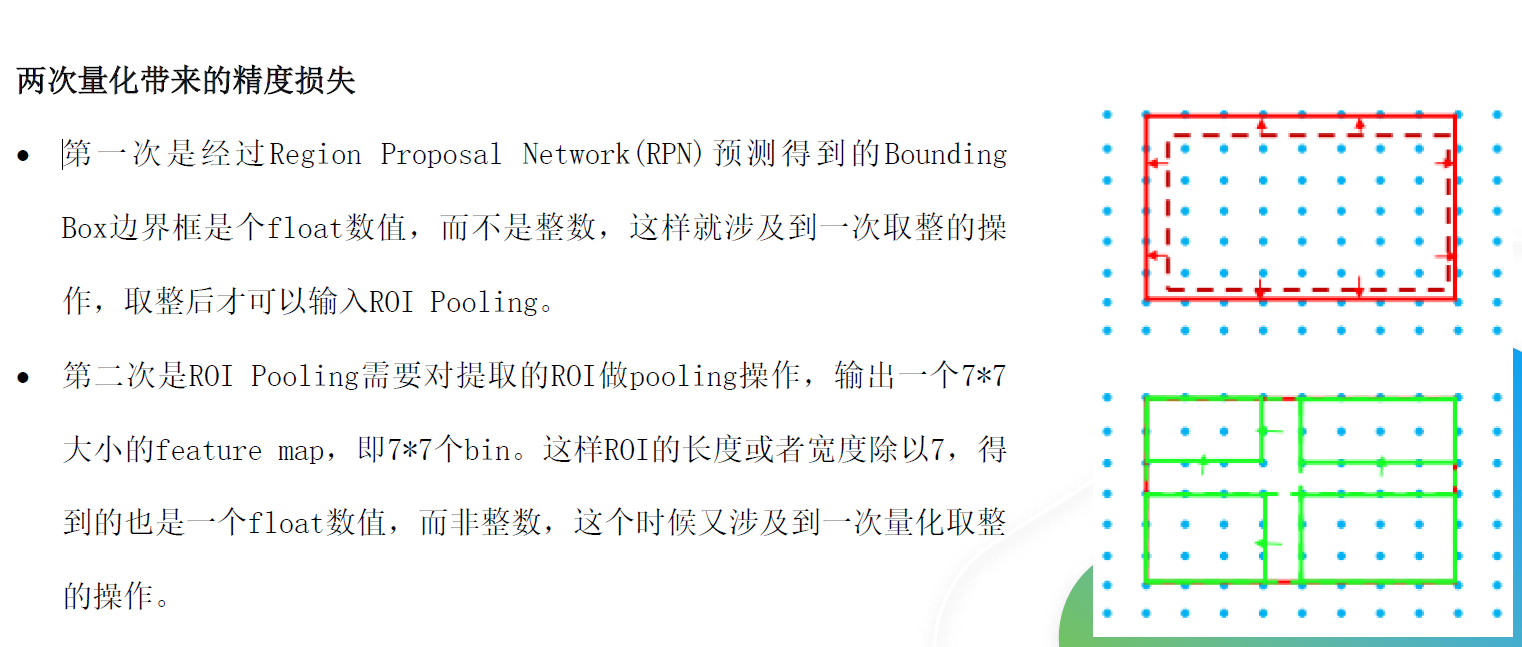 两次量化带来的精度损失
● 第一次是经过Region Proposal Network(RPN)预测得到的Bounding
Box边界框是个float数值，而不是整数，这样就涉及到一次取整的操
作，取整后才可以输入ROI Pooling。
● 第二次是ROI Pooling需要对提取的ROI做pooling操作，输出一个7*7
大小的feature map，即7*7个bin。这样ROI的长度或者宽度除以7，得
到的也是一个float数值，而非整数，这个时候又涉及到一次量化取整
的操作。